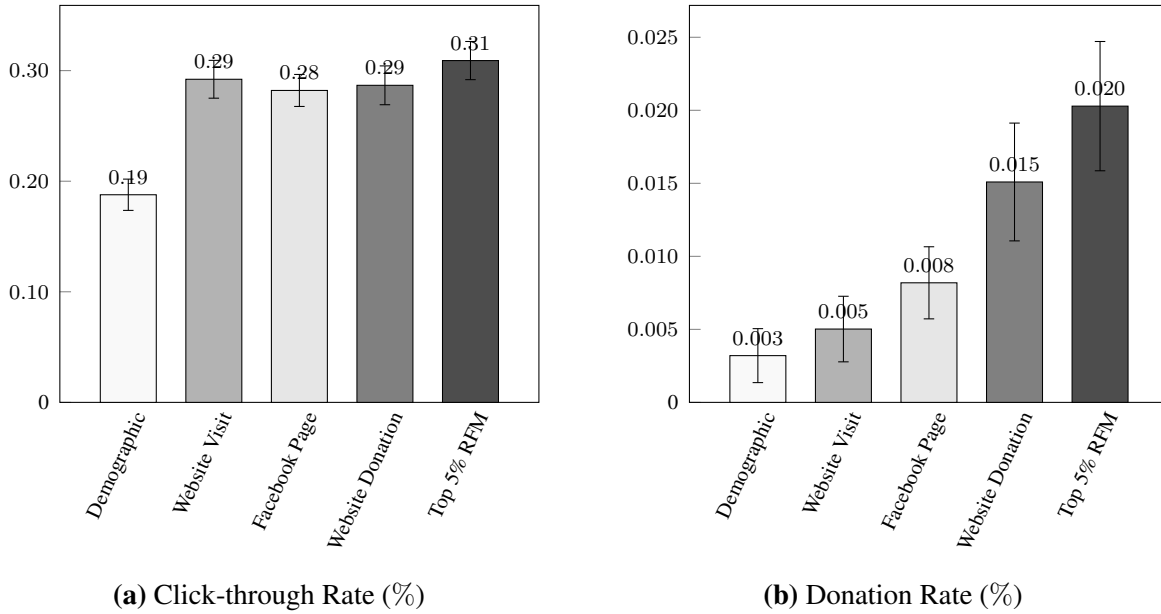 0.30
0.20
0.10
0
0.19
0.29
0.28
0.29
0.31
Demographic
Website Visit
Facebook Page
Website Donation
Top 5% RFM
(a) Click-through Rate (%)
0.025
0.020
0.015
0.010
0.005
0
0.003
0.005
0.008
0.015
0.020
Demographic
Website Visit
Facebook Page
Website Donation
Top 5% RFM
(b) Donation Rate (%)